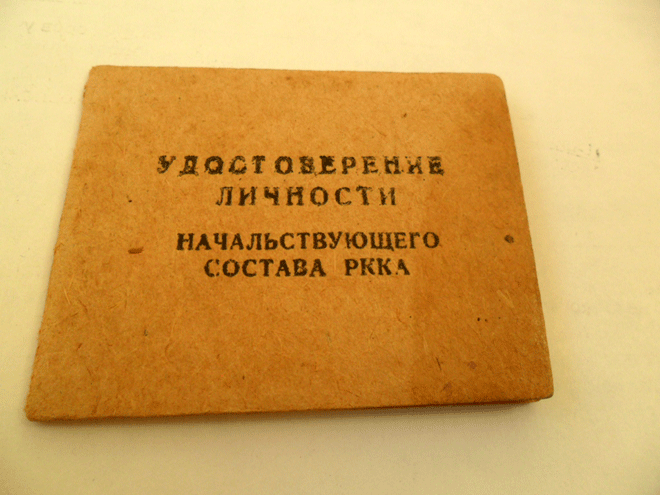 УДОСТОВЕРЕНИЕ
ЛИЧНОСТИ
НАЧАЛЬСТВУЮЩЕГО
СОСТАВА РККА